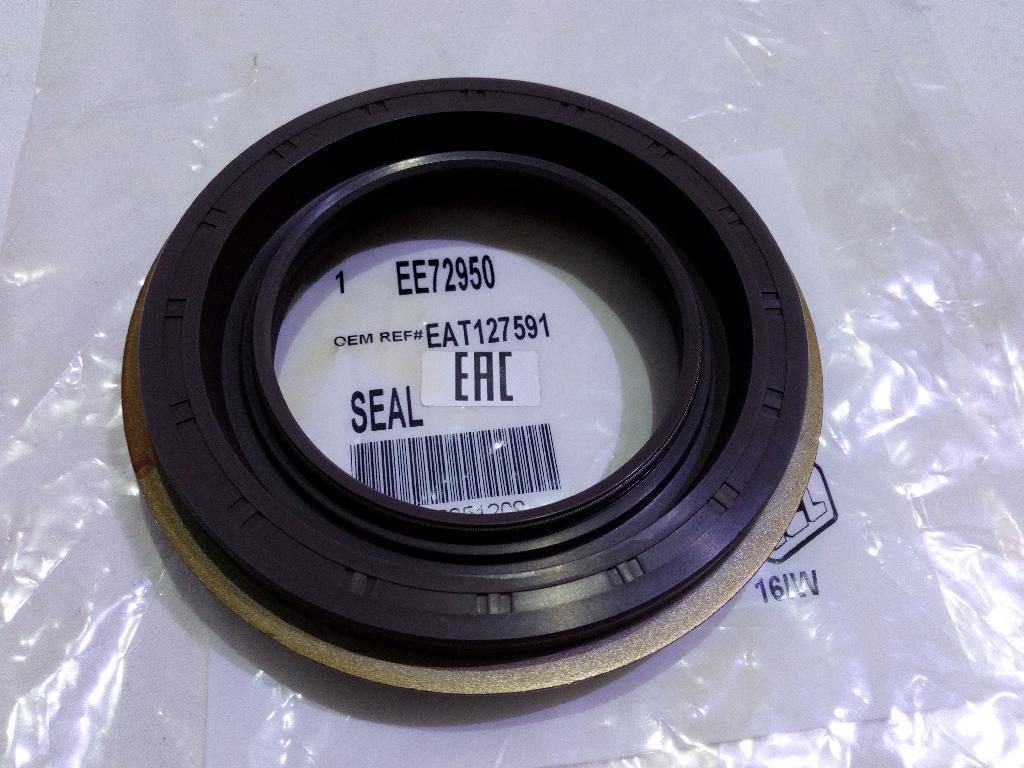 1 EE72950
OEM REF# EAT127591
EAC
SEAL
16IW